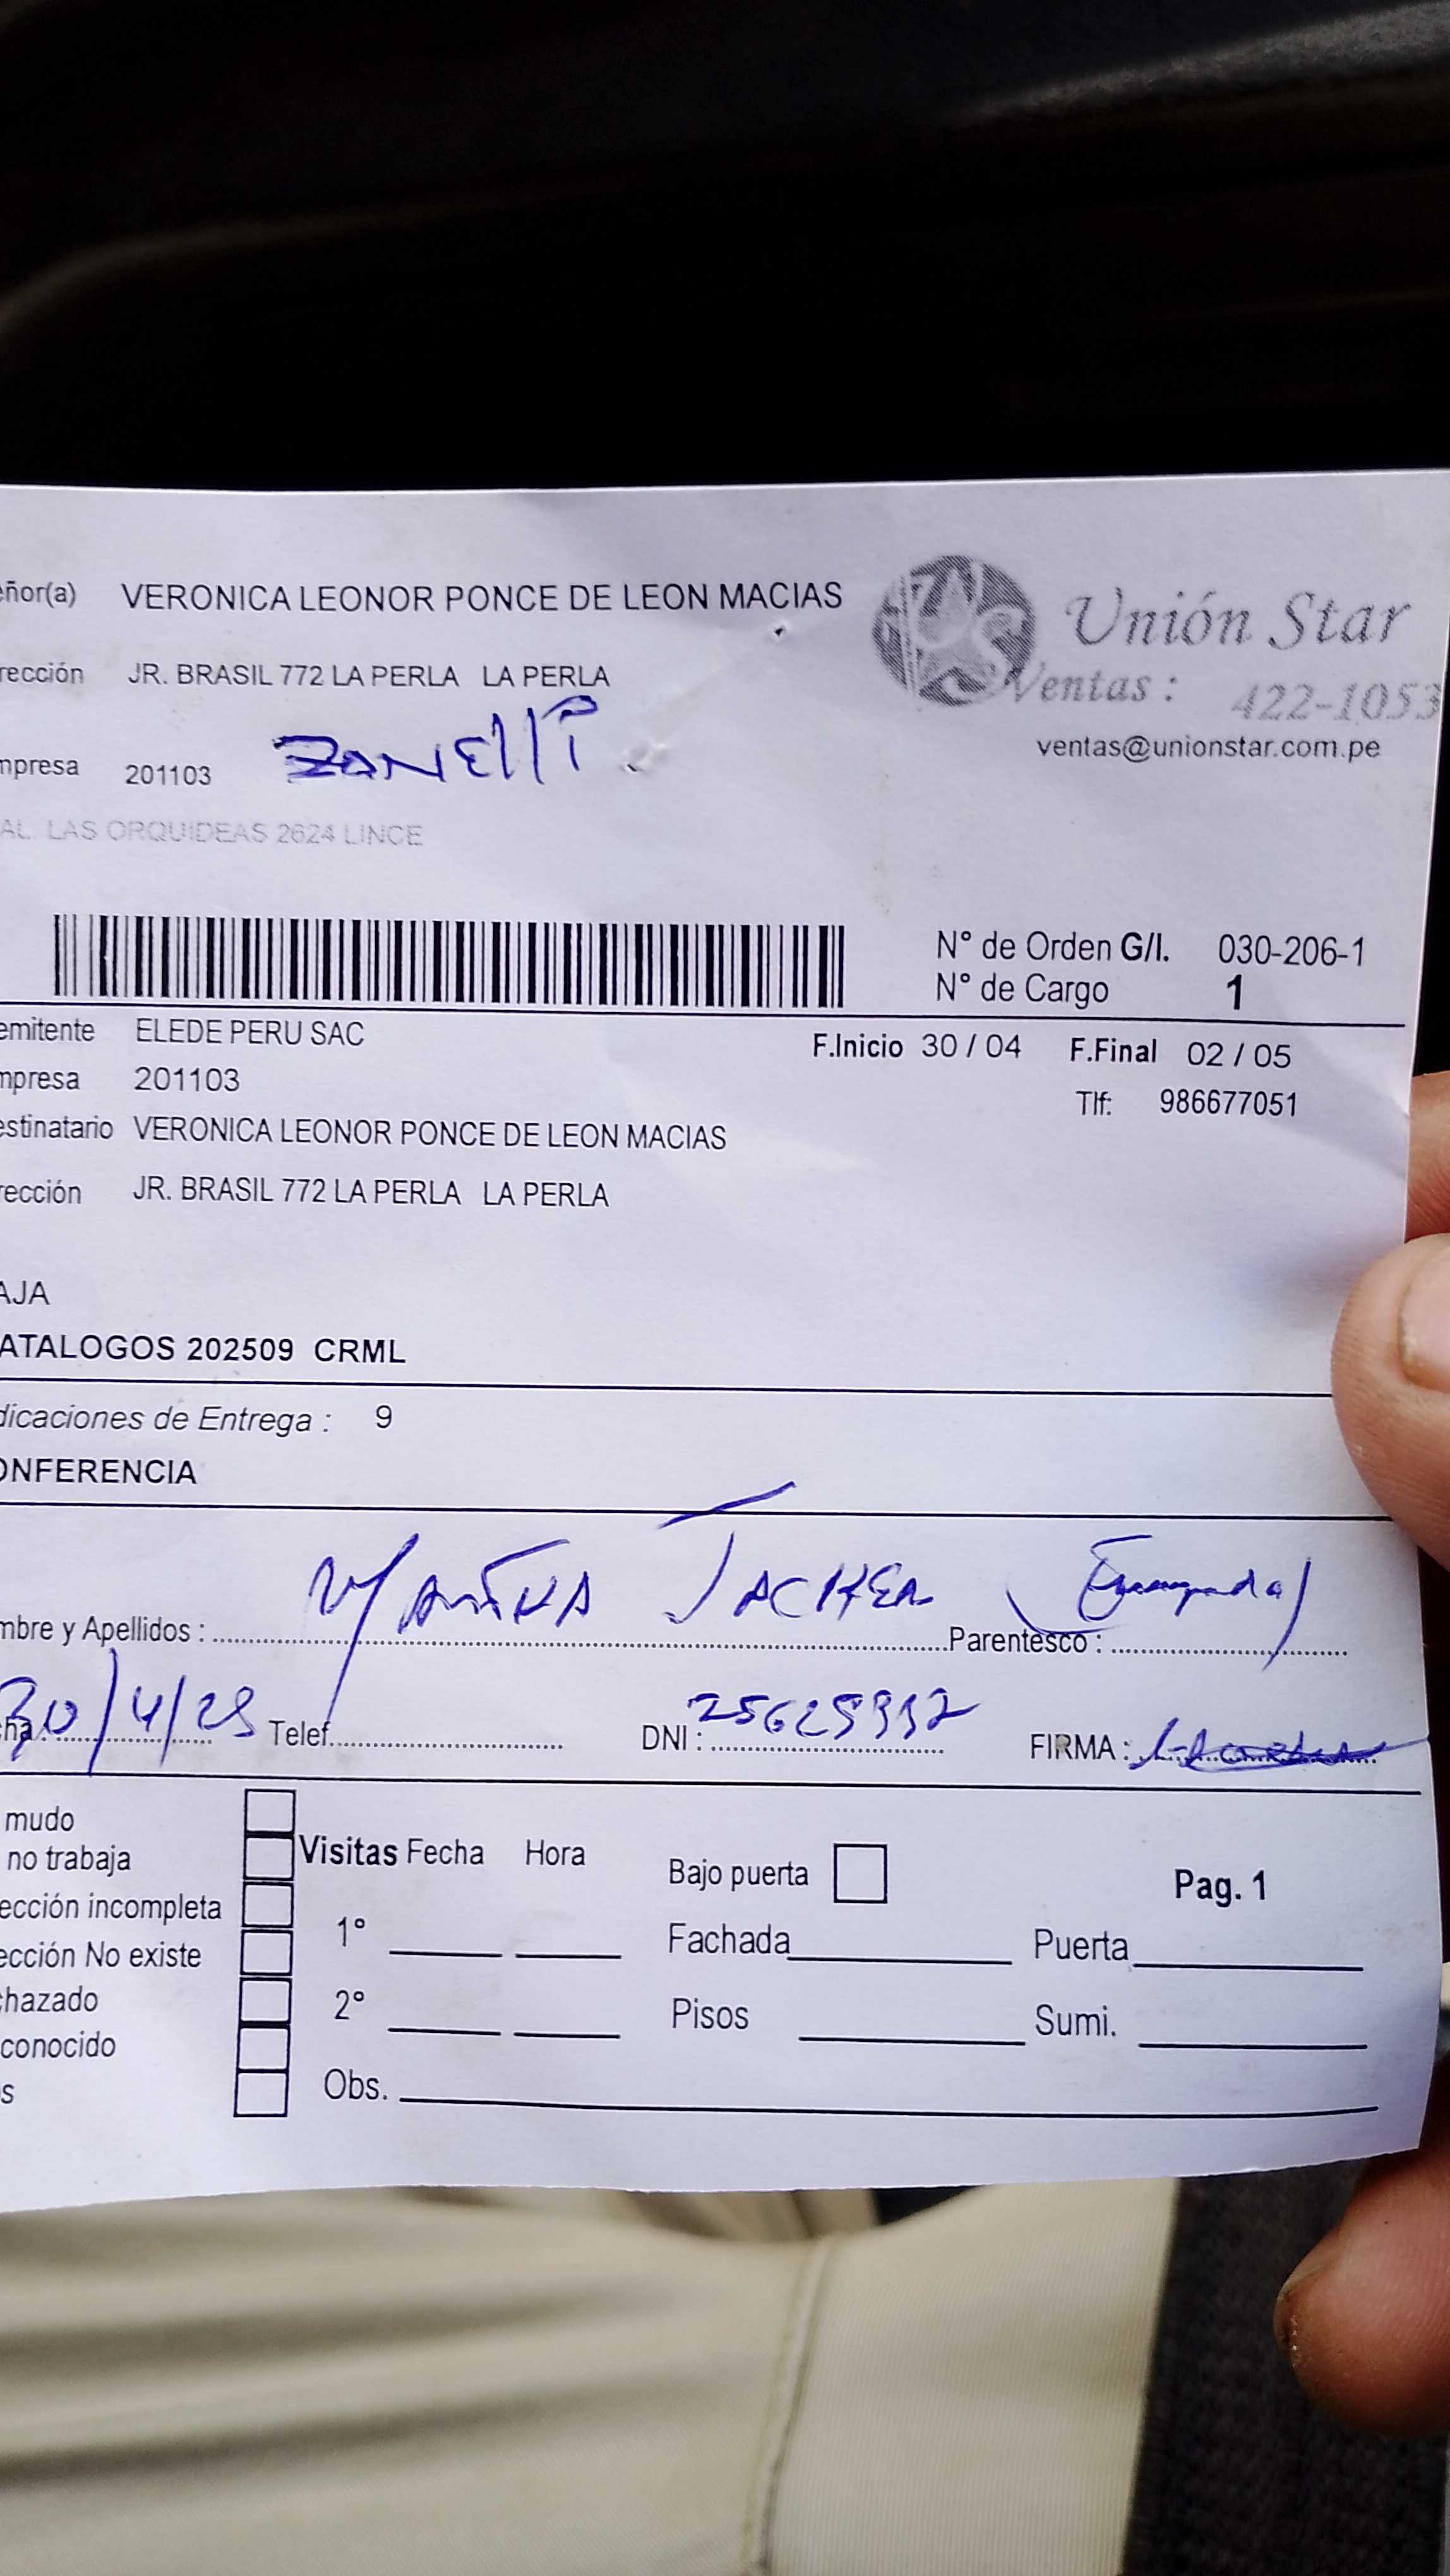 eñor(a) VERONICA LEONOR PONCE DE LEON MACIAS
Unión Star
rección JR. BRASIL 772 LA PERLA LA PERLA
Ventas : 422-1053
ventas@unionstar.com.pe
mpresa 201103 ZANElli
AL. LAS ORQUIDEAS 2624 LINCE
N° de Orden G/I. 030-206-1
N° de Cargo 1
emitente ELEDE PERU SAC
F.Inicio 30 / 04 F.Final 02 / 05
mpresa 201103
Tlf: 986677051
estinatario VERONICA LEONOR PONCE DE LEON MACIAS
rección JR. BRASIL 772 LA PERLA LA PERLA
AJA
ATALOGOS 202509 CRML
dicaciones de Entrega : 9
ONFERENCIA
mbre y Apellidos : Parentesco :
30/4/25 Telef. DNI : FIRMA :
mudo
no trabaja
Visitas Fecha Hora
Bajo puerta
Pag. 1
ección incompleta
1°
Fachada Puerta
ección No existe
chazado
2°
Pisos Sumi.
conocido
s
Obs.